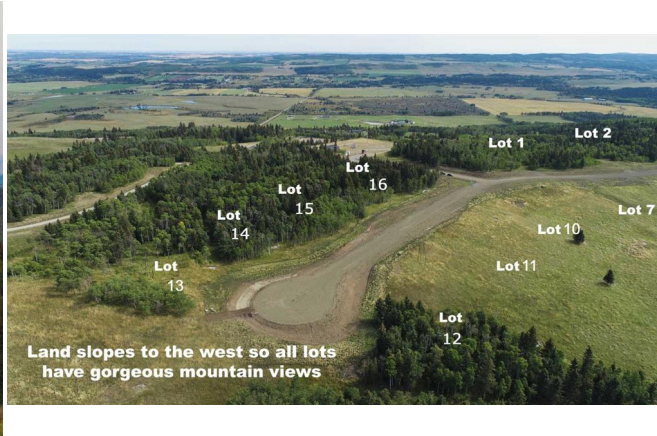 Lot 2
Lot 1
Lot
16
Lot
15
Lot 7
Lot
14
Lot 10
Lot
13
Lot 11
Lot
12
Land slopes to the west so all lots
have gorgeous mountain views